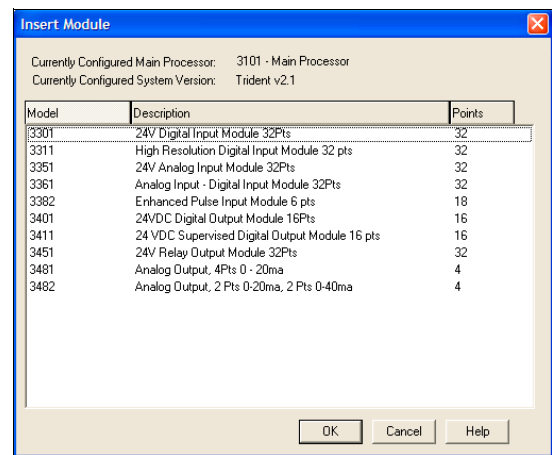 Insert Module
Currently Configured Main Processor: 3101 - Main Processor
Currently Configured System Version: Trident v2.1
Model Description Points
3301 24V Digital Input Module 32Pts 32
3311 High Resolution Digital Input Module 32 pts 32
3351 24V Analog Input Module 32Pts 32
3361 Analog Input - Digital Input Module 32Pts 32
3382 Enhanced Pulse Input Module 6 pts 18
3401 24VDC Digital Output Module 16Pts 16
3411 24 VDC Supervised Digital Output Module 16 pts 16
3451 24V Relay Output Module 32Pts 32
3481 Analog Output, 4Pts 0 - 20ma 4
3482 Analog Output, 2 Pts 0-20ma, 2 Pts 0-40ma 4
OK Cancel Help